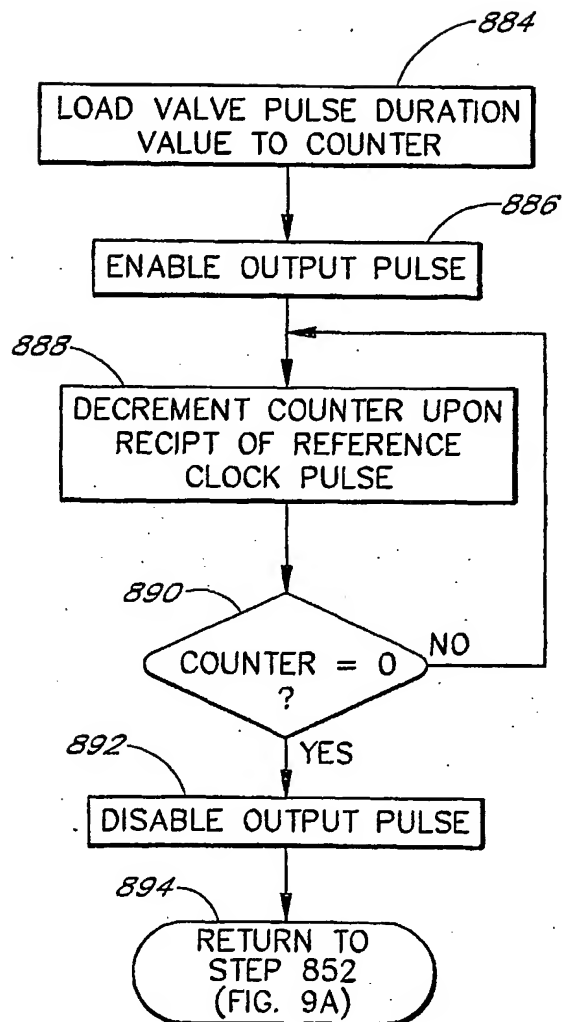 884
LOAD VALVE PULSE DURATION
VALUE TO COUNTER
886
ENABLE OUTPUT PULSE
888
DECREMENT COUNTER UPON
RECIPT OF REFERENCE
CLOCK PULSE
890
COUNTER = 0
?
NO
YES
892
DISABLE OUTPUT PULSE
894
RETURN TO
STEP 852
(FIG. 9A)